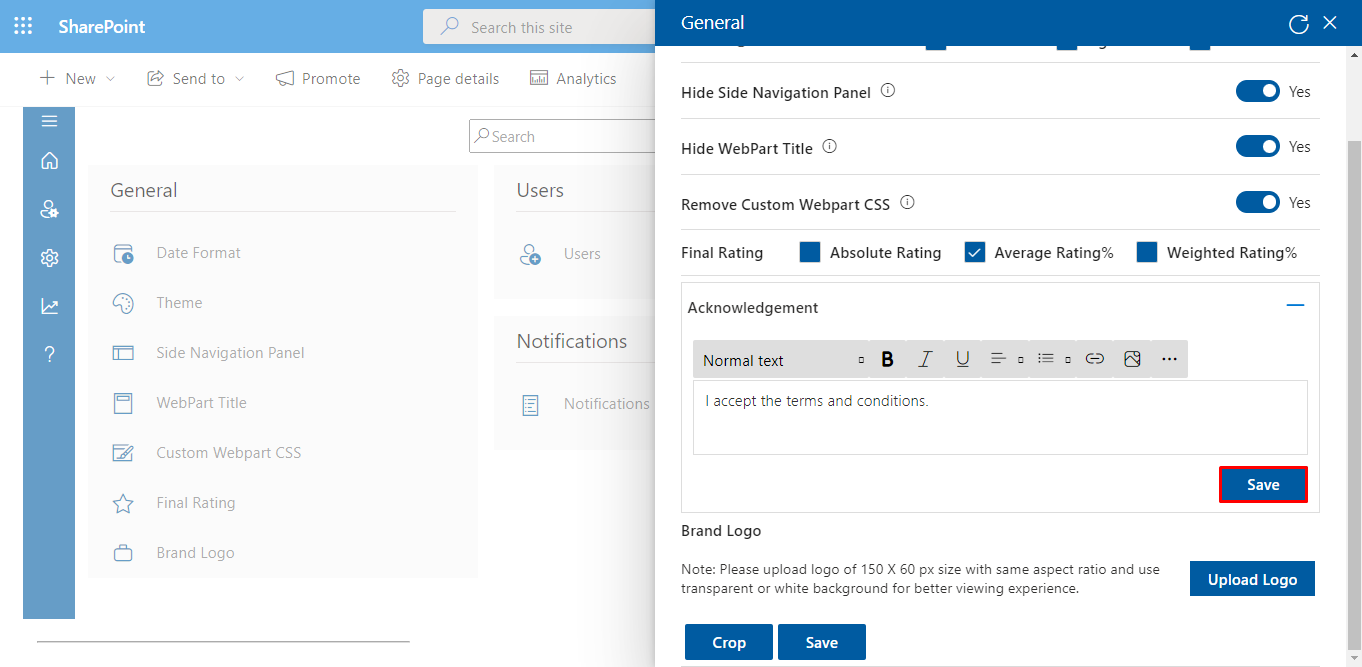 SharePoint
Search this site
New
Send to
Promote
Page details
Analytics
Search
General
Date Format
Theme
Side Navigation Panel
WebPart Title
Custom Webpart CSS
Final Rating
Brand Logo
Users
Users
Notifications
Notifications
General
Hide Side Navigation Panel
Yes
Hide WebPart Title
Yes
Remove Custom Webpart CSS
Yes
Final Rating Absolute Rating Average Rating% Weighted Rating%
Acknowledgement
Normal text B I U
I accept the terms and conditions.
Save
Brand Logo
Note: Please upload logo of 150 X 60 px size with same aspect ratio and use
transparent or white background for better viewing experience.
Upload Logo
Crop
Save